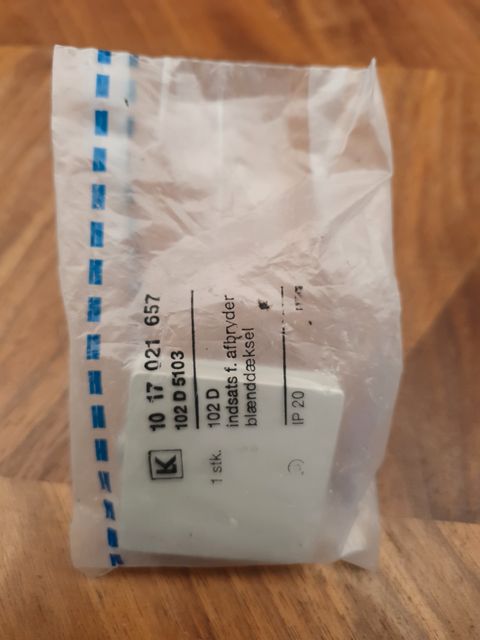 K 10 17 021 657
102 D 5103
1 stk. 102 D
indsats f. afbryder
blænddæksel
IP 20